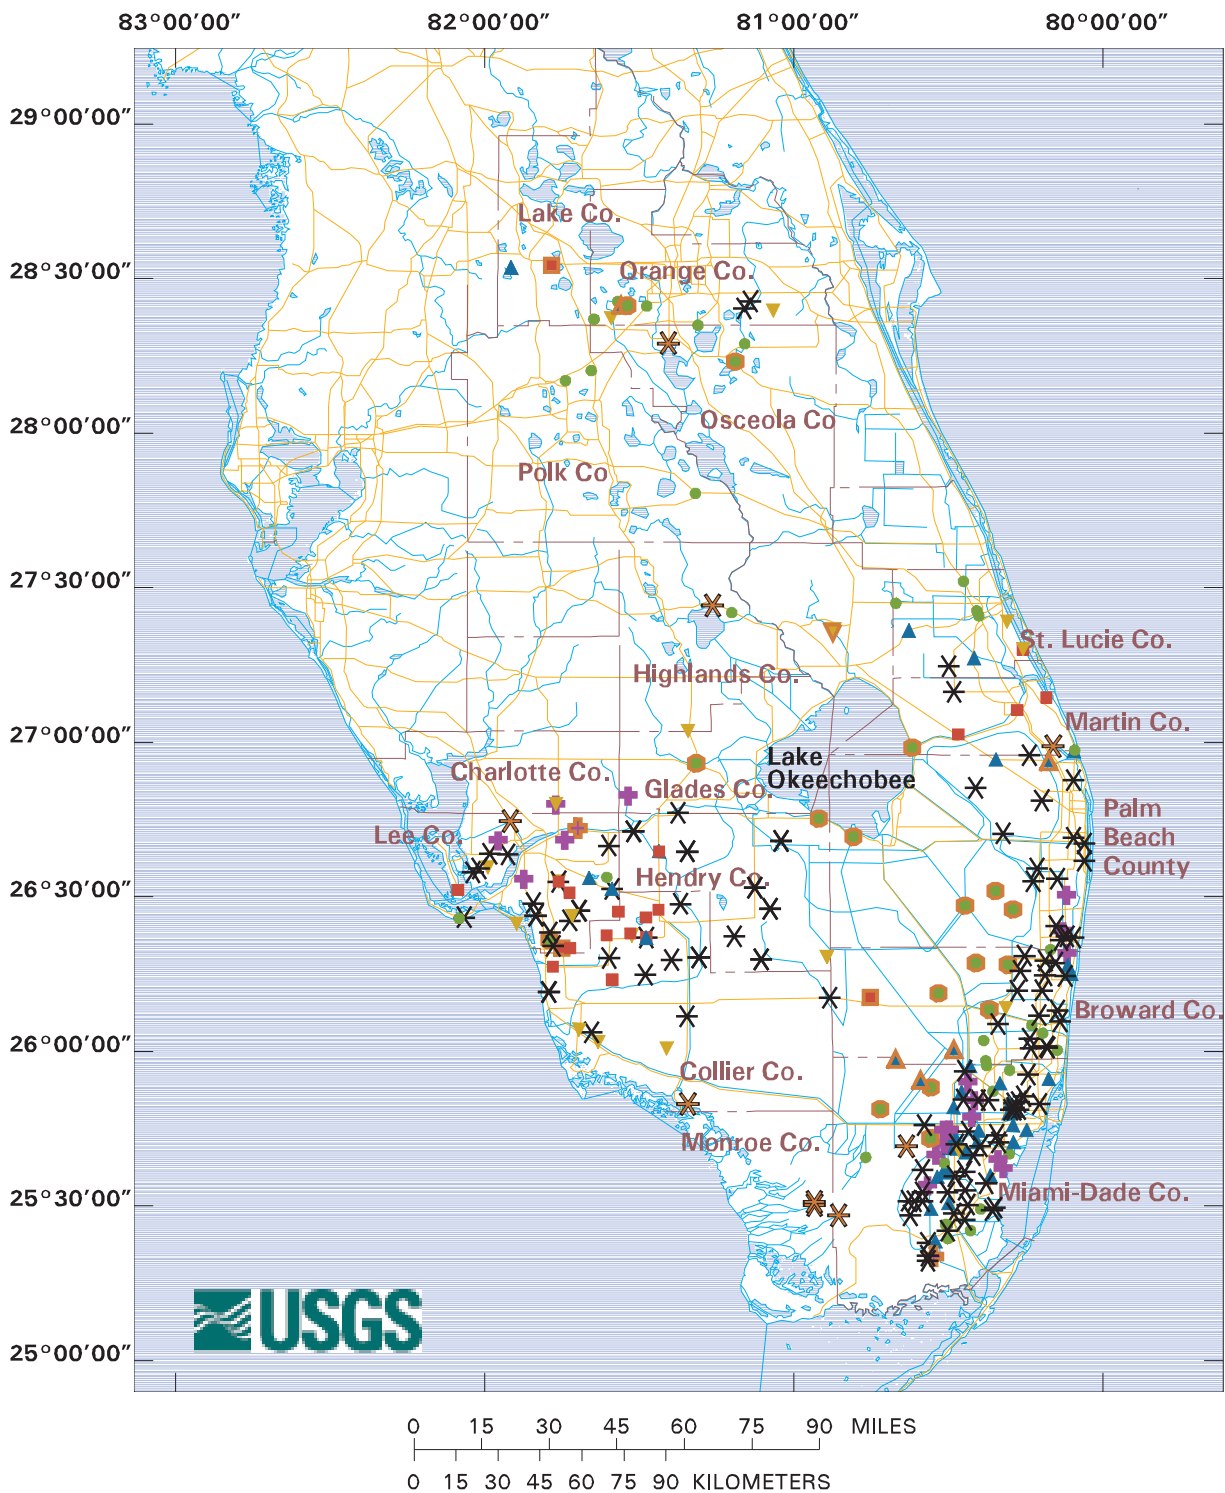 83°00'00" 82°00'00" 81°00'00" 80°00'00"
29°00'00"
Lake Co.
28°30'00"
Orange Co.
28°00'00"
Osceola Co
Polk Co
27°30'00"
St. Lucie Co.
Highlands Co.
27°00'00"
Martin Co.
Lake
Okeechobee
Charlotte Co.
Glades Co.
Palm
Beach
County
Lee Co.
Hendry Co.
26°30'00"
Broward Co.
26°00'00"
Collier Co.
Monroe Co.
25°30'00"
Miami-Dade Co.
USGS
25°00'00"
0 15 30 45 60 75 90 MILES
0 15 30 45 60 75 90 KILOMETERS